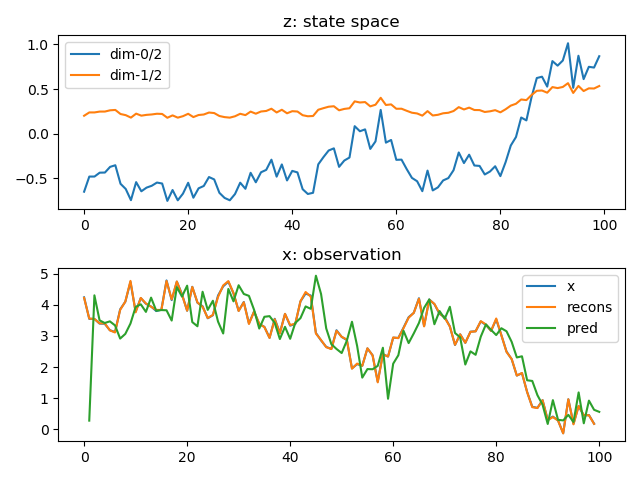 z: state space
1.0
0.5
0.0
−0.5
dim-0/2
dim-1/2
0 20 40 60 80 100
x: observation
5
4
3
2
1
0
x
recons
pred
0 20 40 60 80 100